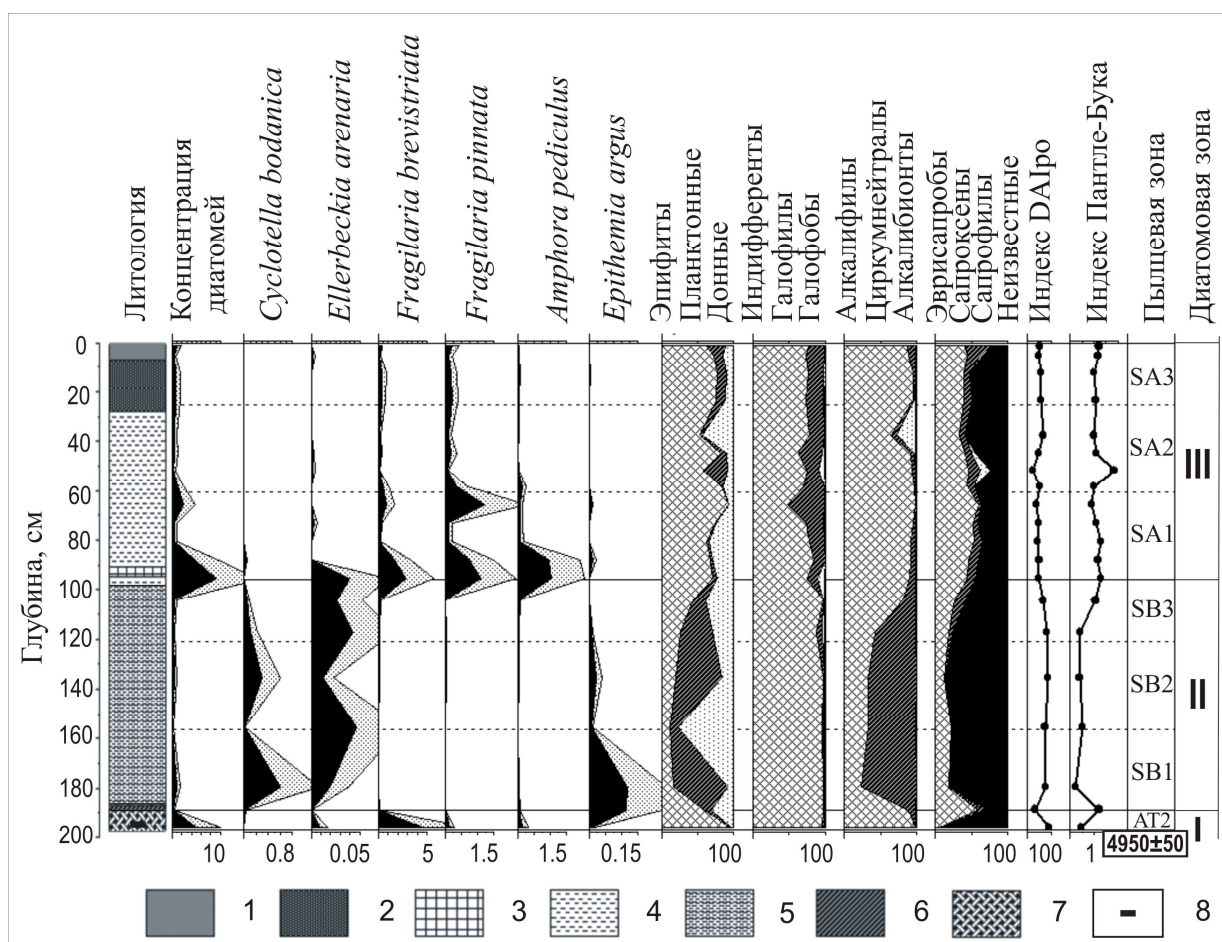 Литология
Концентрация
диатомей
Cyclotella bodanica
Ellerbeckia arenaria
Fragilaria brevistriata
Fragilaria pinnata
Amphora pediculus
Epithemia argus
Эпифиты
Планктонные
Донные
Индифференты
Галофилы
Галофобы
Алкалифилы
Циркумнейтралы
Алкалибионты
Эврисапробы
Сапроксены
Сапрофилы
Неизвестные
Индекс DAIpo
Индекс Пантле-Бука
Пыльцевая зона
Диатомовая зона
Глубина, см
0
20
40
60
80
100
120
140
160
180
200
SA3
SA2
SA1
SB3
SB2
SB1
AT2
III
II
I
4950±50
10 0.8 0.05 5 1.5 1.5 0.15 100 100 100 100 100 1
1 2 3 4 5 6 7 8